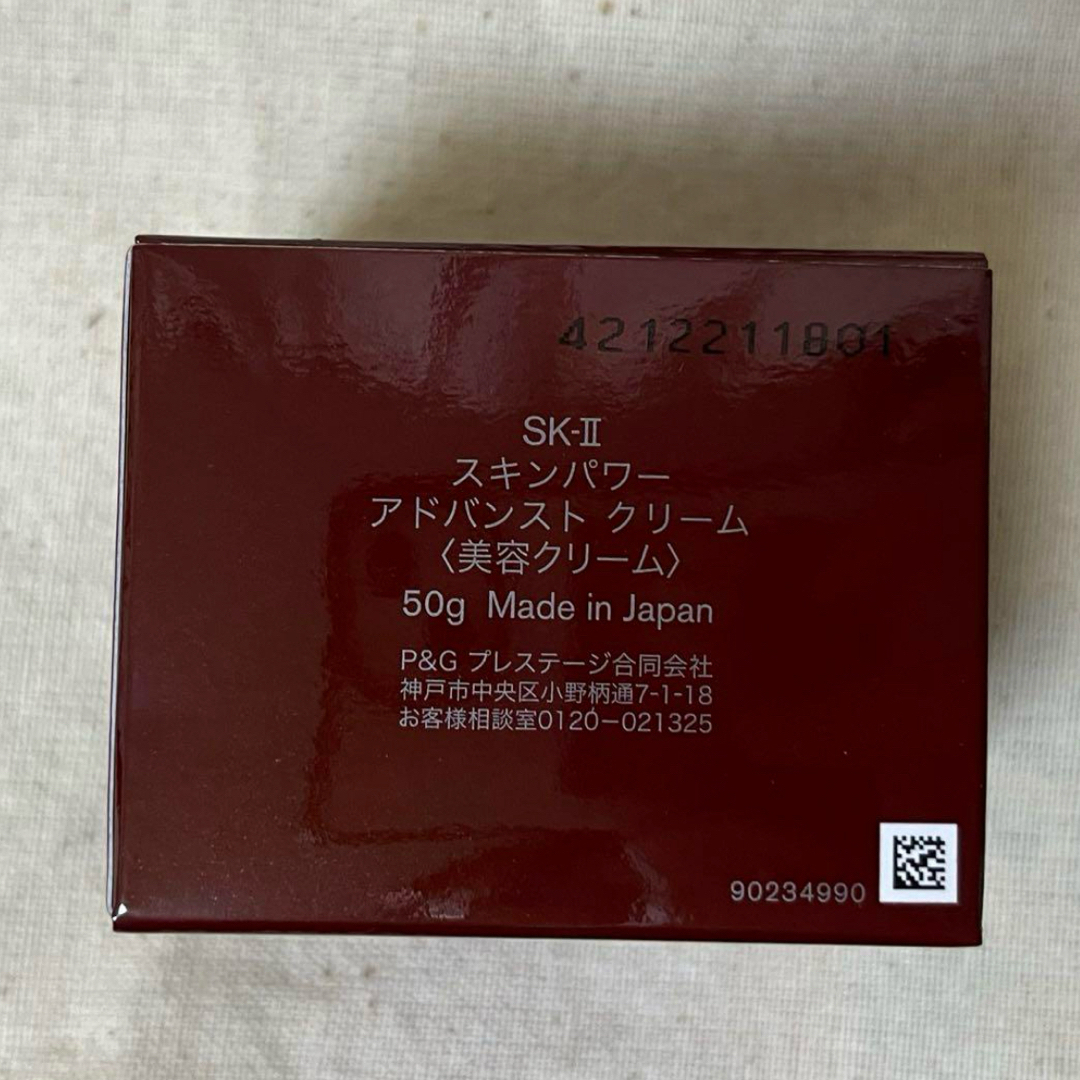 4212211801
SK-Ⅱ
スキンパワー
アドバンスト クリーム
〈美容クリーム〉
50g Made in Japan
P&G プレステージ合同会社
神戸市中央区小野柄通7-1-18
お客様相談室0120-021325
90234990